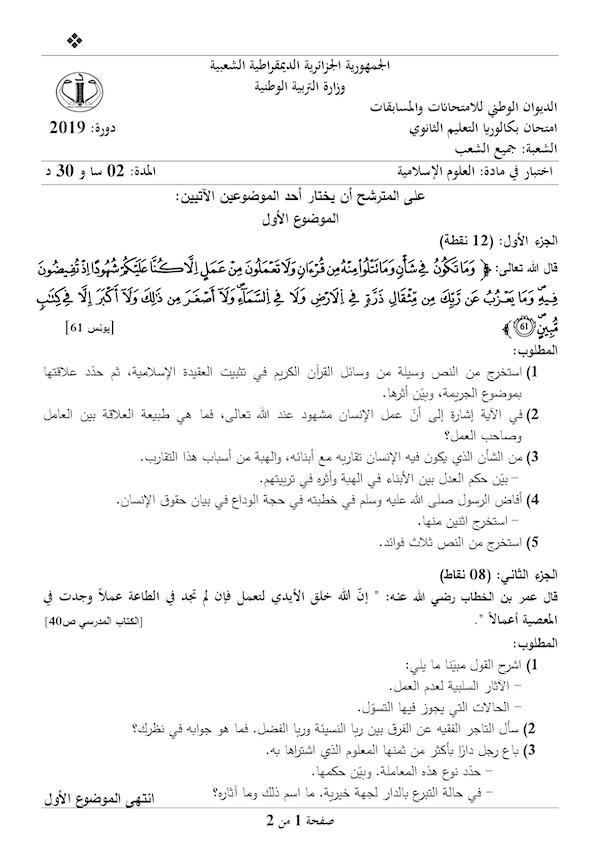 الجمهورية الجزائرية الديمقراطية الشعبية
وزارة التربية الوطنية
الديوان الوطني للامتحانات والمسابقات
امتحان بكالوريا التعليم الثانوي
دورة: 2019
الشعبة: جميع الشعب
اختبار في مادة: العلوم الإسلامية
المدة: 02 سا و 30 د
على المترشح أن يختار أحد الموضوعين الآتيين:
الموضوع الأول
الجزء الأول: (12 نقطة)
قال الله تعالى: ﴿ وَمَا تَكُونُ فِي شَأْنٍ وَمَا تَتْلُواْ مِنْهُ مِن قُرْءَانٍ وَلَا تَعْمَلُونَ مِنْ عَمَلٍ اِلَّا كُنَّا عَلَيْكُمْ شُهُودًا اِذْ تُفِيضُونَ
فِيهِ وَمَا يَعْزُبُ عَن رَّبِّكَ مِن مِّثْقَالِ ذَرَّةٍ فِي اِلَارْضِ وَلَا فِي اِلسَّمَآءِ وَلَآ أَصْغَرَ مِن ذَٰلِكَ وَلَآ أَكْبَرَ إِلَّا فِي كِتَٰبٍ
مُّبِينٍ 61 ﴾ [يونس 61]
المطلوب:
1) استخرج من النص وسيلة من وسائل القرآن الكريم في تثبيت العقيدة الإسلامية، ثم حدّد علاقتها
بموضوع الجريمة، وبيّن أثرها.
2) في الآية إشارة إلى أنّ عمل الإنسان مشهود عند الله تعالى، فما هي طبيعة العلاقة بين العامل
وصاحب العمل؟
3) من الشأن الذي يكون فيه الإنسان تقاربه مع أبنائه، والهبة من أسباب هذا التقارب.
– بيّن حكم العدل بين الأبناء في الهبة وأثره في تربيتهم.
4) أفاض الرسول صلى الله عليه وسلم في خطبته في حجة الوداع في بيان حقوق الإنسان.
– استخرج اثنين منها.
5) استخرج من النص ثلاث فوائد.
الجزء الثاني: (08 نقاط)
قال عمر بن الخطاب رضي الله عنه: " إنّ الله خلق الأيدي لتعمل فإن لم تجد في الطاعة عملاً وجدت في
المعصية أعمالاً ". [الكتاب المدرسي ص40]
المطلوب:
1) اشرح القول مبيّنا ما يلي:
– الآثار السلبية لعدم العمل.
– الحالات التي يجوز فيها التسوّل.
2) سأل التاجر الفقيه عن الفرق بين ربا النسيئة وربا الفضل. فما هو جوابه في نظرك؟
3) باع رجل دارًا بأكثر من ثمنها المعلوم الذي اشتراها به.
– حدّد نوع هذه المعاملة. وبيّن حكمها.
– في حالة التبرع بالدار لجهة خيرية. ما اسم ذلك وما آثاره؟
انتهى الموضوع الأول
صفحة 1 من 2